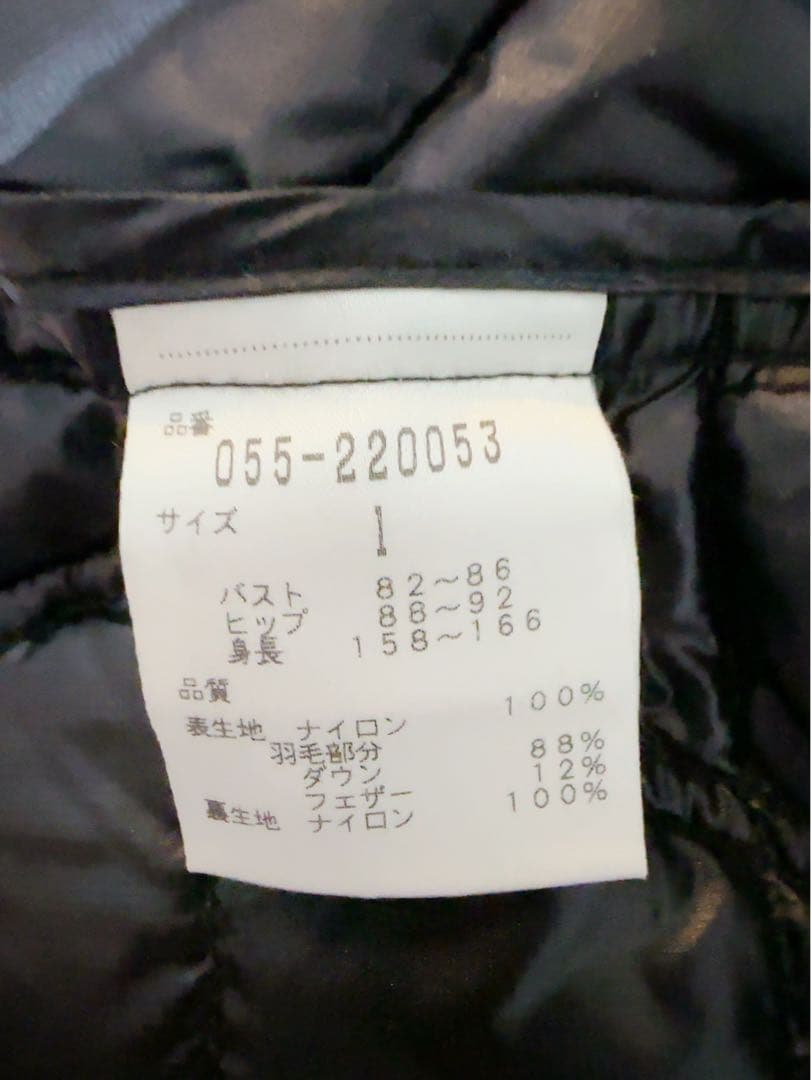 品番
055-220053
サイズ 1
バスト 82～86
ヒップ 88～92
身長 158～166
品質
表生地 ナイロン 100%
羽毛部分
ダウン 88%
フェザー 12%
裏生地 ナイロン 100%